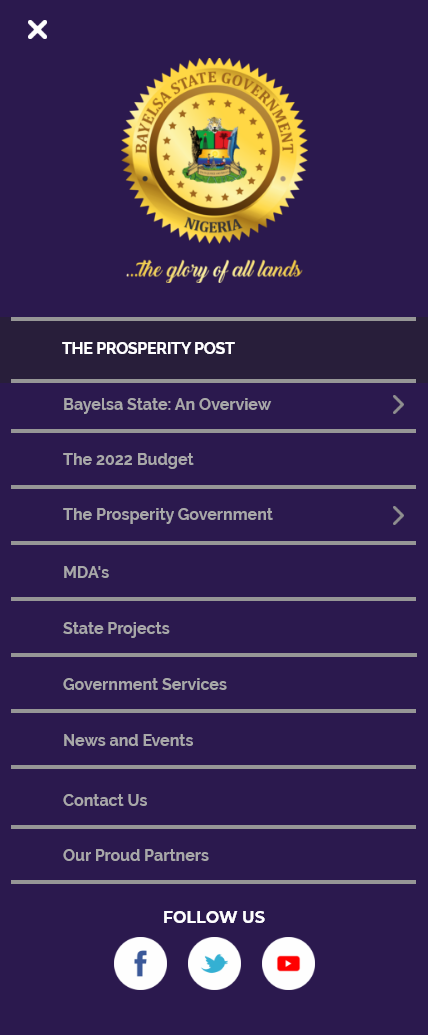 BAYELSA STATE GOVERNMENT
NIGERIA
...the glory of all lands
THE PROSPERITY POST
Bayelsa State: An Overview
The 2022 Budget
The Prosperity Government
MDA's
State Projects
Government Services
News and Events
Contact Us
Our Proud Partners
FOLLOW US